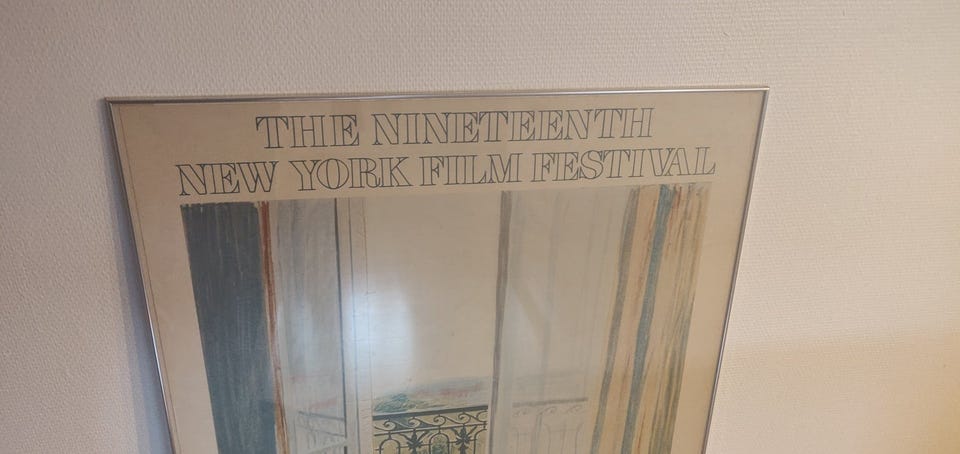 THE NINETEENTH
NEW YORK FILM FESTIVAL